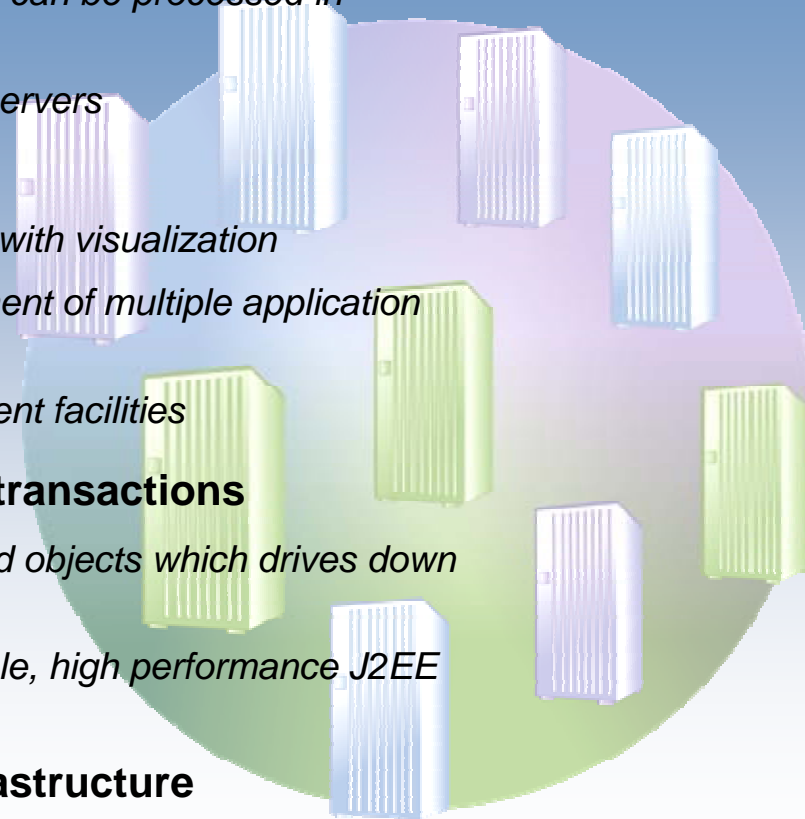 can be processed in
ervers
with visualization
ent of multiple application
ent facilities
transactions
d objects which drives down
le, high performance J2EE
astructure